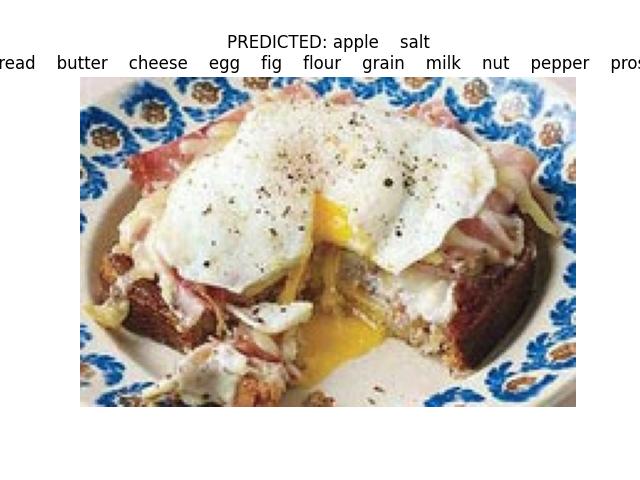 PREDICTED: apple salt
read butter cheese egg fig flour grain milk nut pepper pros